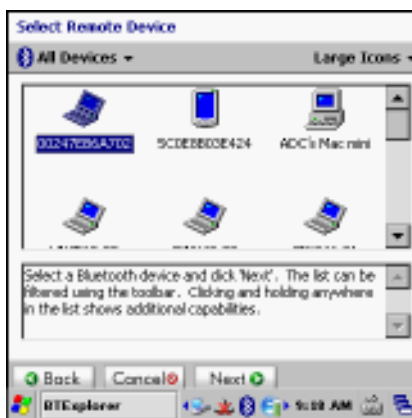 Select Remote Device
All Devices
Large Icons
00247EB6A702
5C0E8B03E424
ADC's Mac mini
Select a Bluetooth device and click 'Next'. The list can be
filtered using the toolbar. Clicking and holding anywhere
in the list shows additional capabilities.
Back
Cancel
Next
BTExplorer
9:18 AM